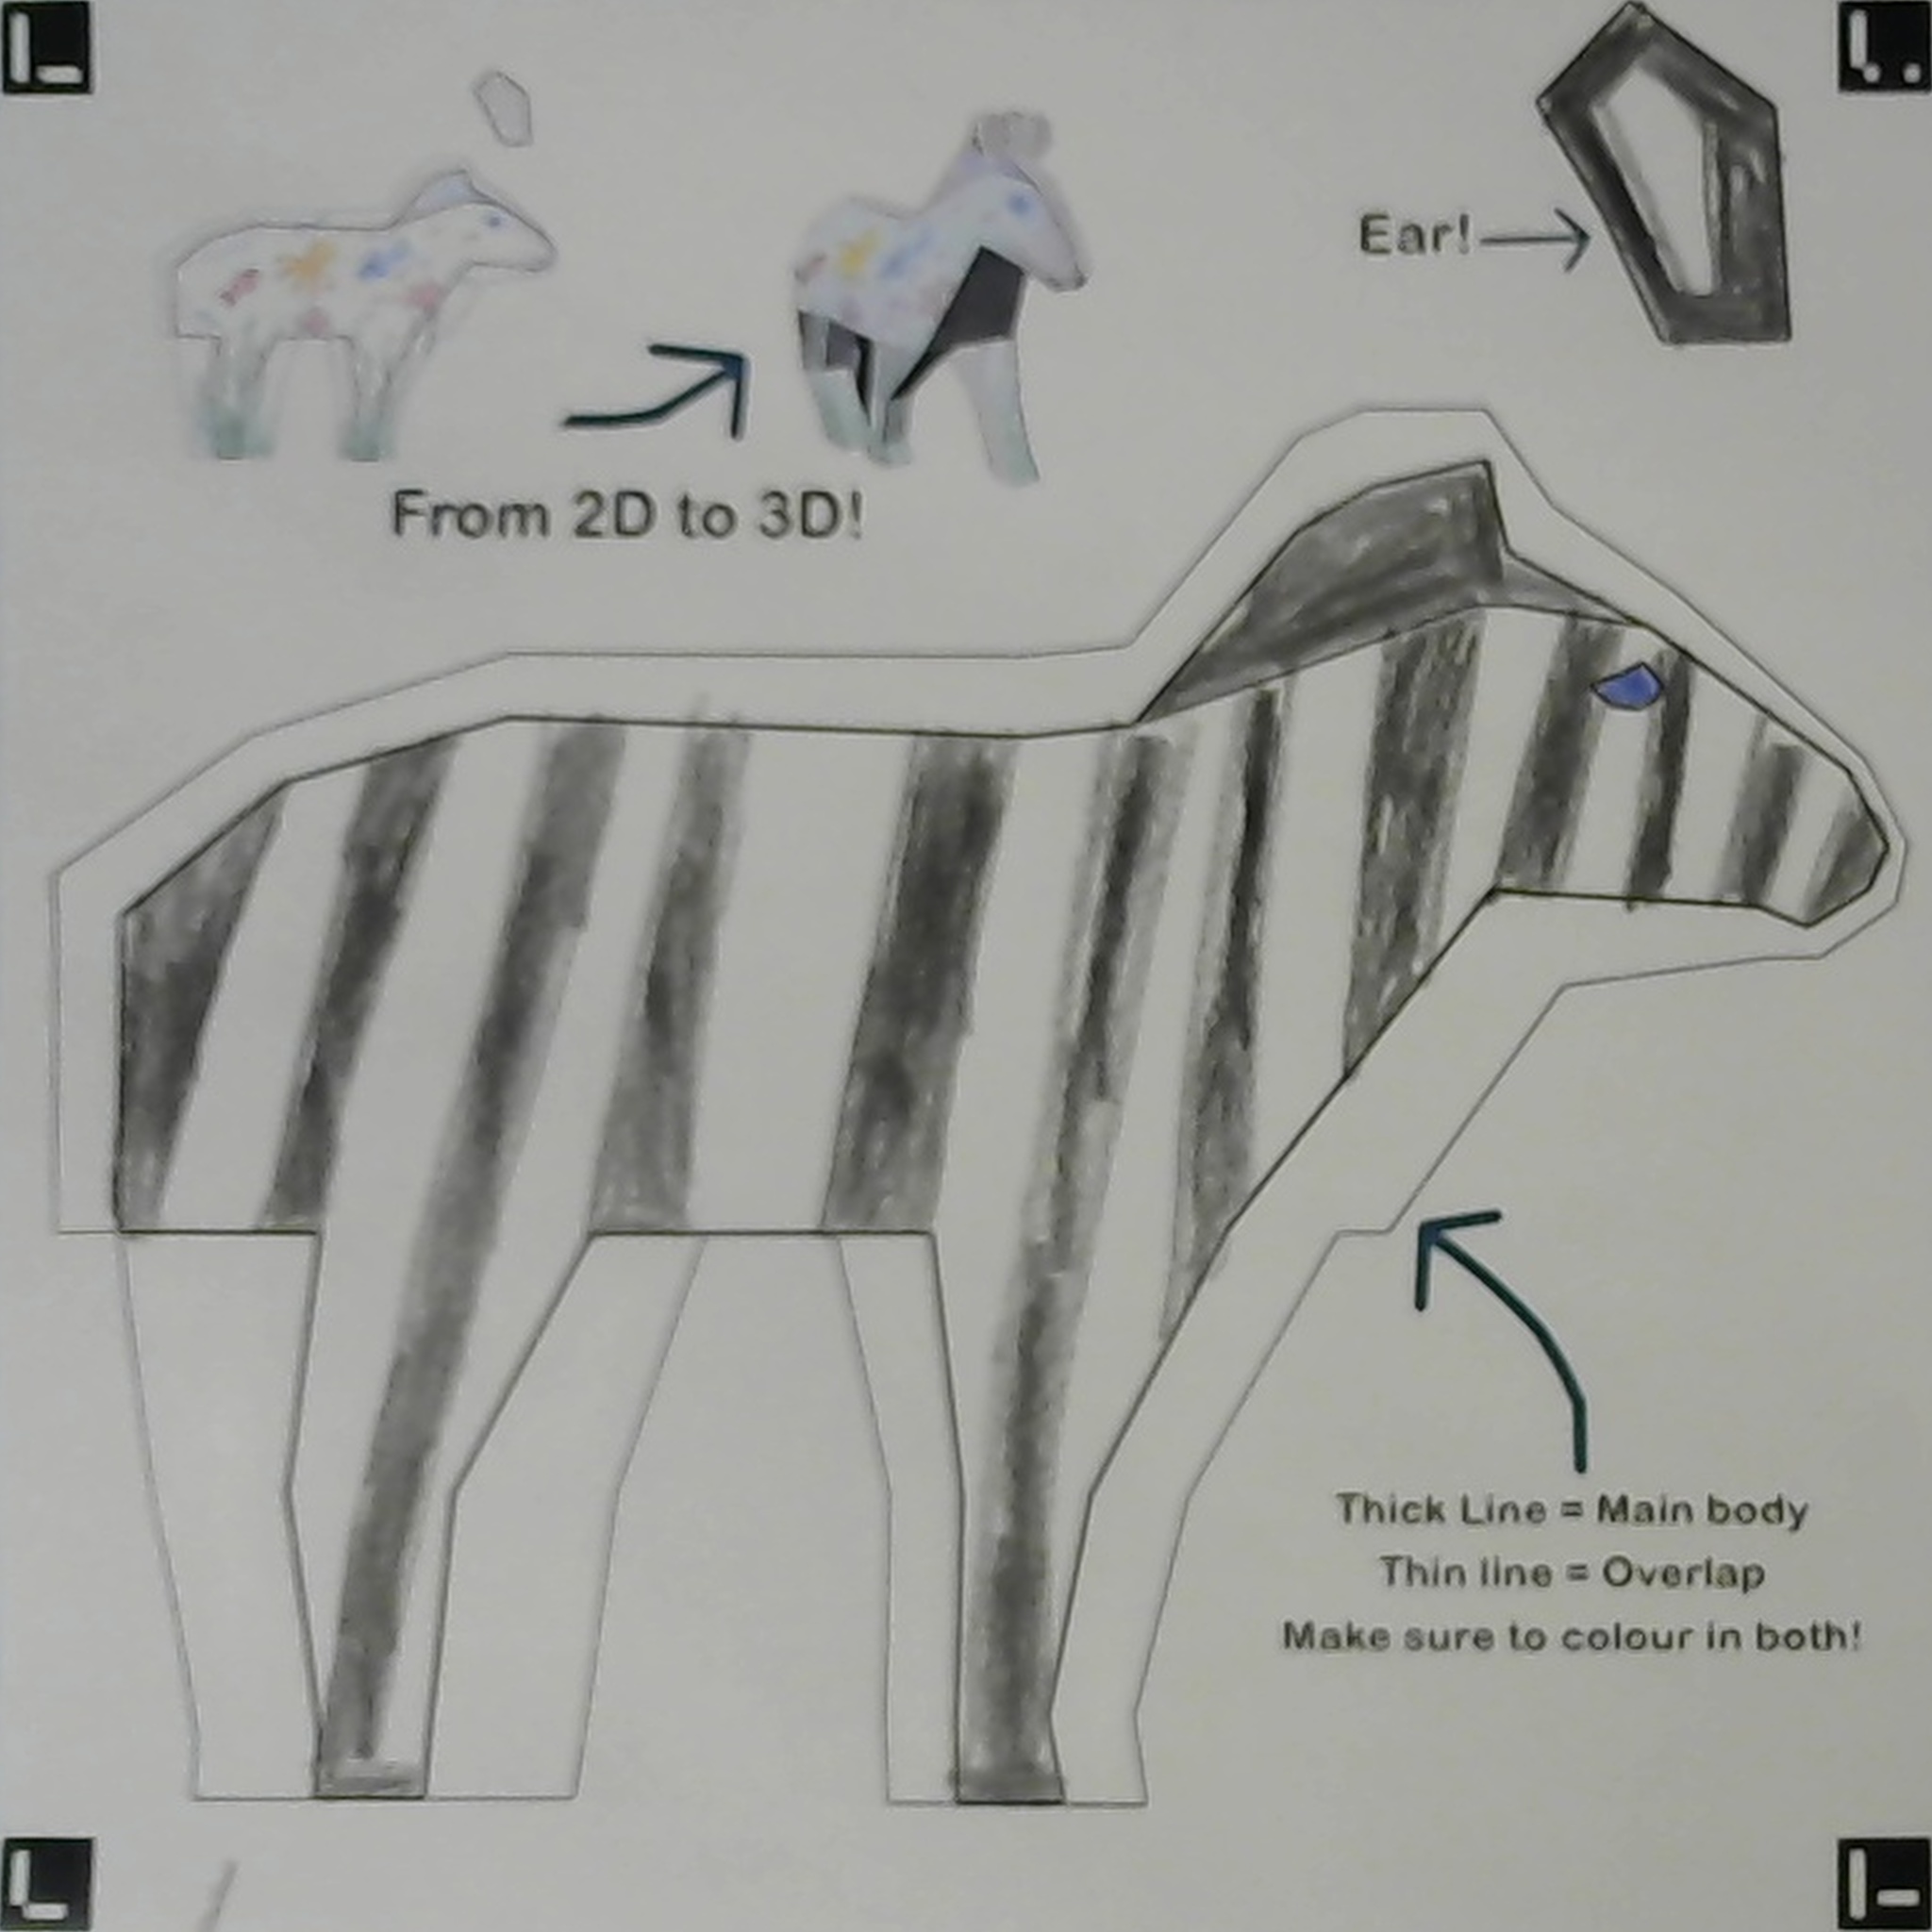 Ear!
From 2D to 3D!
Thick Line = Main body
Thin line = Overlap
Make sure to colour in both!